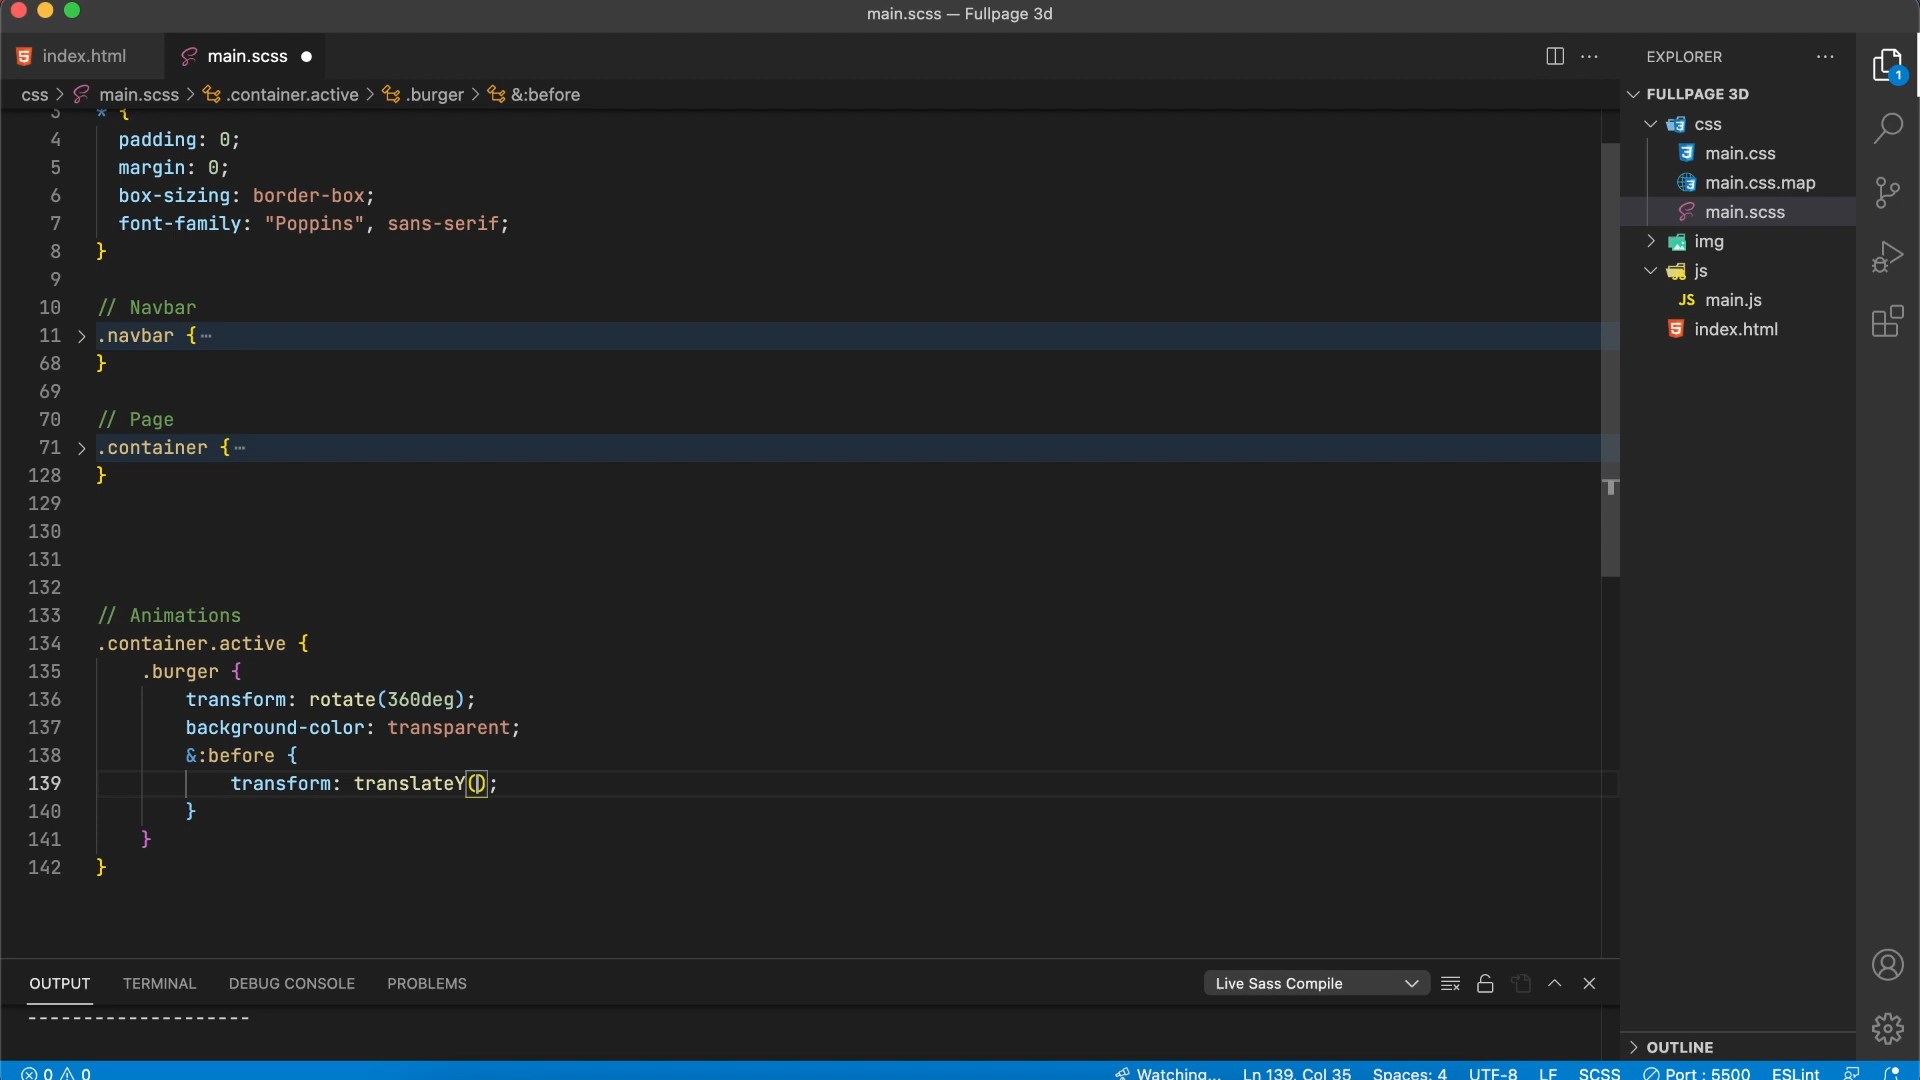 main.scss — Fullpage 3d
index.html
main.scss
EXPLORER
css > main.scss > .container.active > .burger > &:before
FULLPAGE 3D
css
main.css
main.css.map
main.scss
img
js
JS main.js
index.html
1
3 * {
4 padding: 0;
5 margin: 0;
6 box-sizing: border-box;
7 font-family: "Poppins", sans-serif;
8 }
9
10 // Navbar
11 .navbar {…
68 }
69
70 // Page
71 .container {…
128 }
129
130
131
132
133 // Animations
134 .container.active {
135 .burger {
136 transform: rotate(360deg);
137 background-color: transparent;
138 &:before {
139 transform: translateY();
140 }
141 }
142 }
OUTPUT TERMINAL DEBUG CONSOLE PROBLEMS
Live Sass Compile
--------------------
OUTLINE
0 0 Watching... Ln 139, Col 35 Spaces: 4 UTF-8 LF SCSS Port : 5500 ESLint